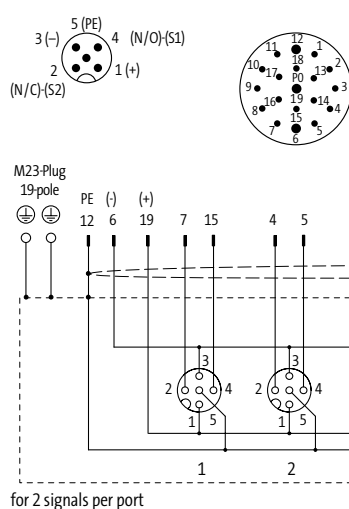 5 (PE)
3 (–) 4 (N/O)-(S1)
2 1 (+)
(N/C)-(S2)
12
11 1
10 18 2
17 P0 13
9 3
16 19 14
8 15 4
7 6 5
M23-Plug
19-pole
PE (-) (+)
12 6 19 7 15 4 5
3 3
2 4 2 4
1 5 1 5
1 2
for 2 signals per port